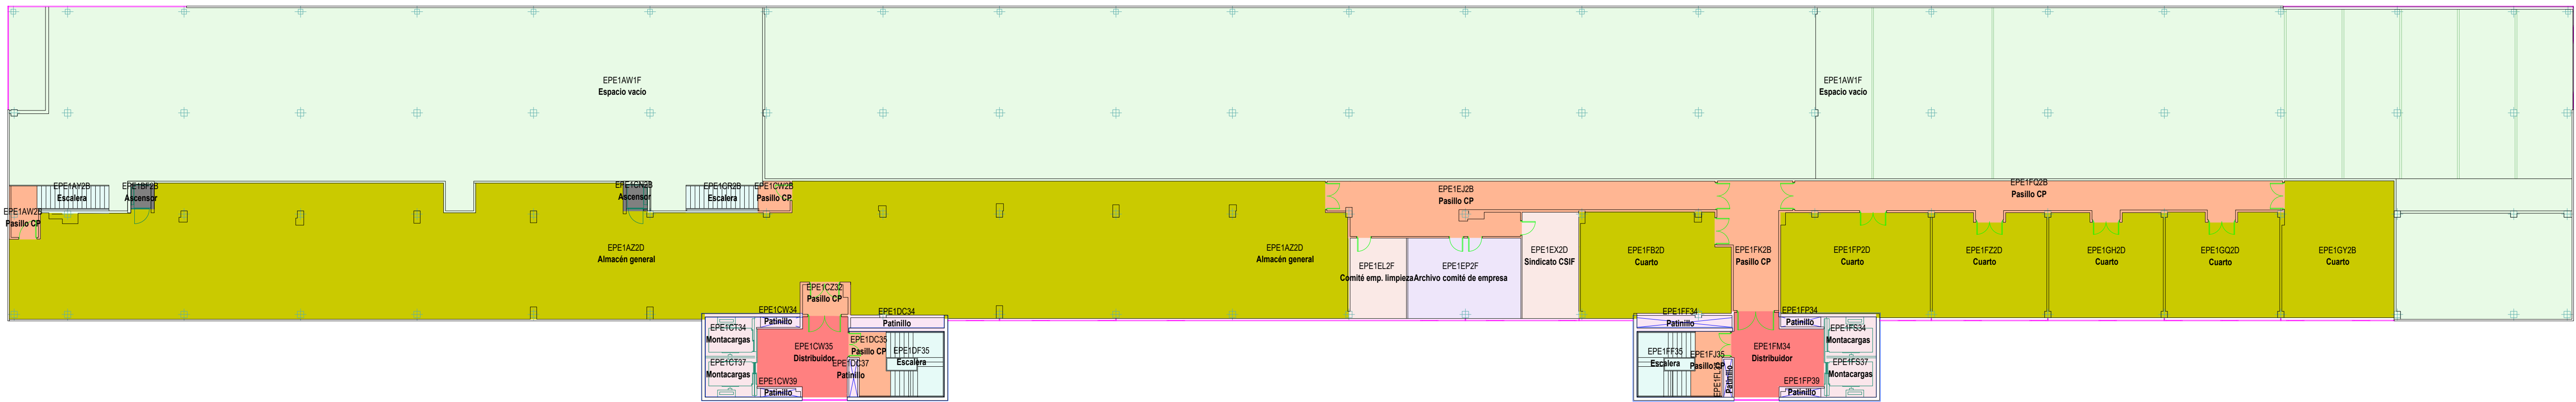 EPE1AW1F
Espacio vacío
EPE1AW1F
Espacio vacío
EPE1AY2B
Escalera
EPE1BF2B
Ascensor
EPE1CN2B
Ascensor
EPE1CR2B
Escalera
EPE1CW2B
Pasillo CP
EPE1EJ2B
Pasillo CP
EPE1FQ2B
Pasillo CP
EPE1AW2B
Pasillo CP
EPE1AZ2D
Almacén general
EPE1AZ2D
Almacén general
EPE1EL2F
Comité emp. limpieza
EPE1EP2F
Archivo comité de empresa
EPE1EX2D
Sindicato CSIF
EPE1FB2D
Cuarto
EPE1FK2B
Pasillo CP
EPE1FP2D
Cuarto
EPE1FZ2D
Cuarto
EPE1GH2D
Cuarto
EPE1GQ2D
Cuarto
EPE1GY2B
Cuarto
EPE1CZ32
Pasillo CP
EPE1CW34
Patinillo
EPE1DC34
Patinillo
EPE1CT34
Montacargas
EPE1CW35
Distribuidor
EPE1DC35
Pasillo CP
EPE1DF35
Escalera
EPE1CT37
Montacargas
EPE1DC37
Patinillo
EPE1CW39
Patinillo
EPE1FF34
Patinillo
EPE1FP34
Patinillo
EPE1FS34
Montacargas
EPE1FF35
Escalera
EPE1FJ35
Pasillo CP
EPE1FM34
Distribuidor
EPE1FS37
Montacargas
Patinillo
EPE1FP39
Patinillo